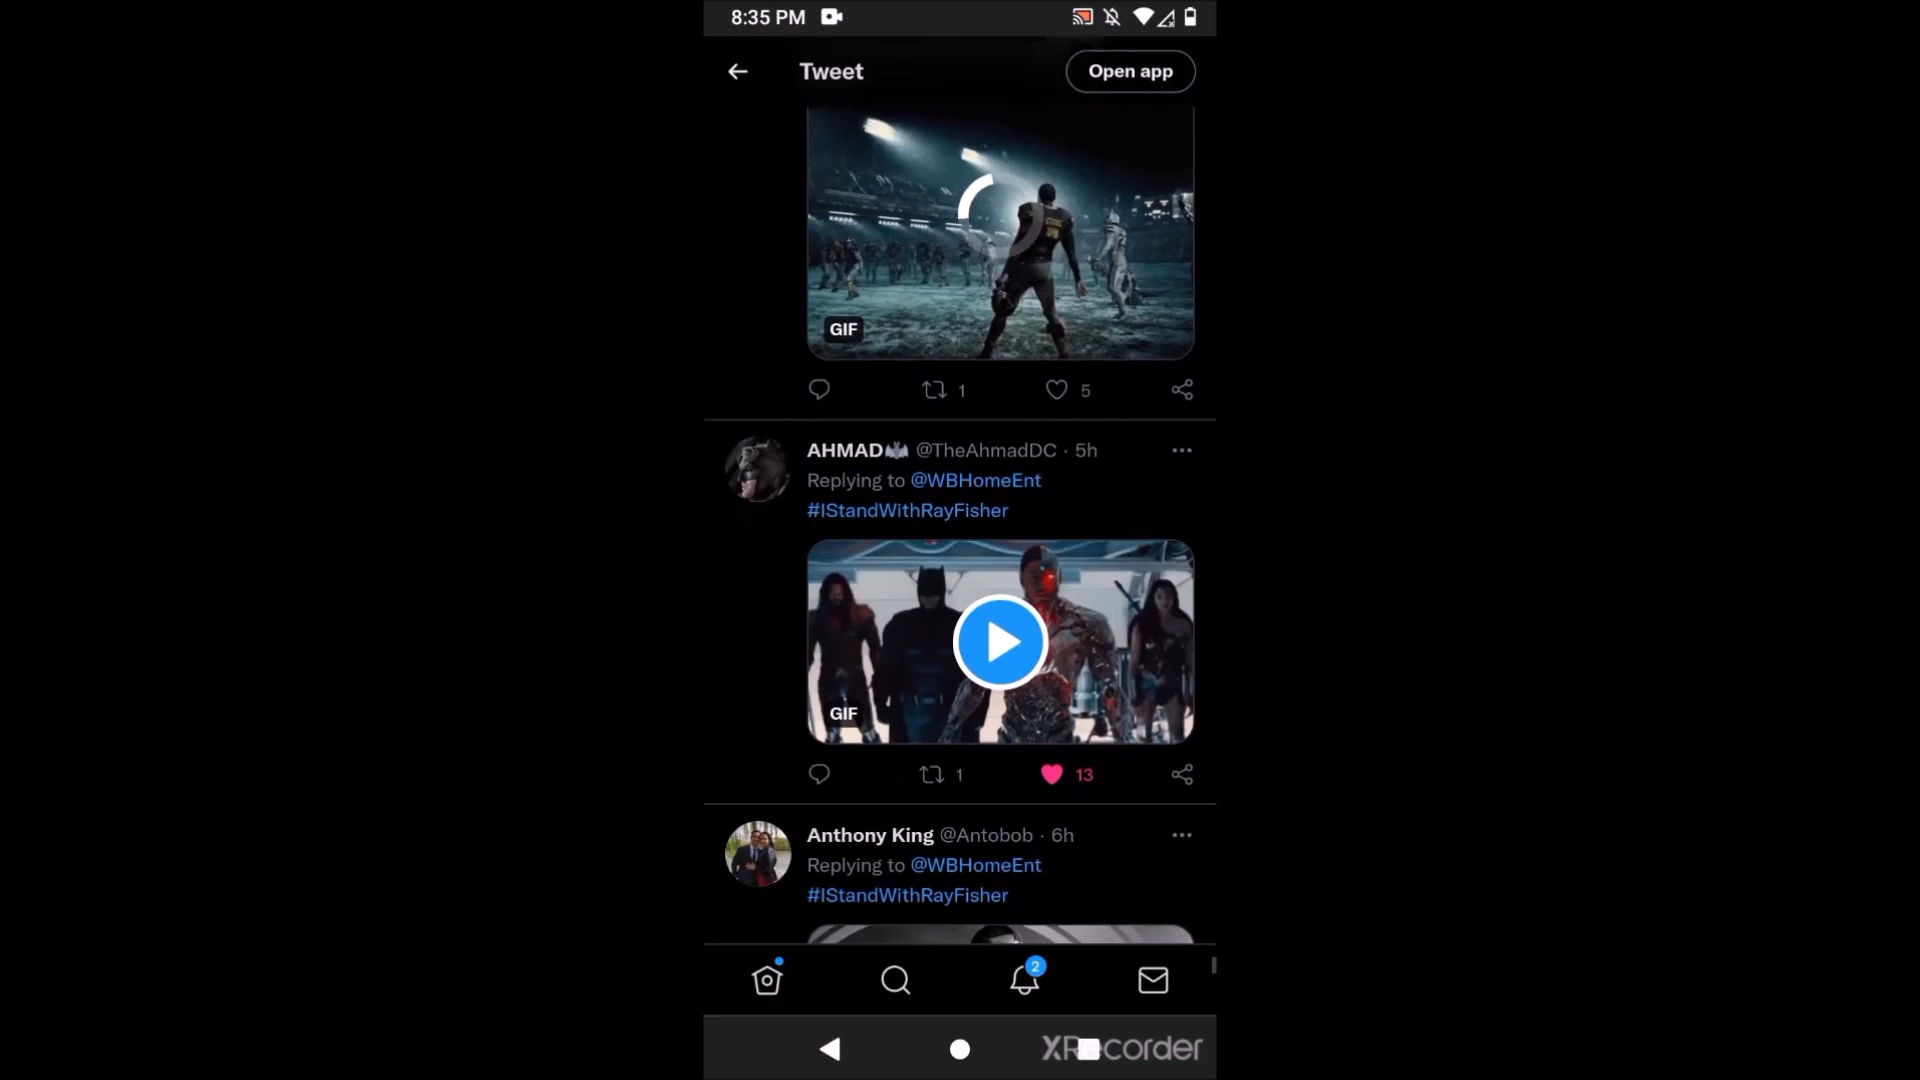 8:35 PM
Tweet
Open app
GIF
1
5
AHMAD @TheAhmadDC · 5h
Replying to @WBHomeEnt
#IStandWithRayFisher
GIF
1
13
Anthony King @Antobob · 6h
Replying to @WBHomeEnt
#IStandWithRayFisher
2
XRecorder